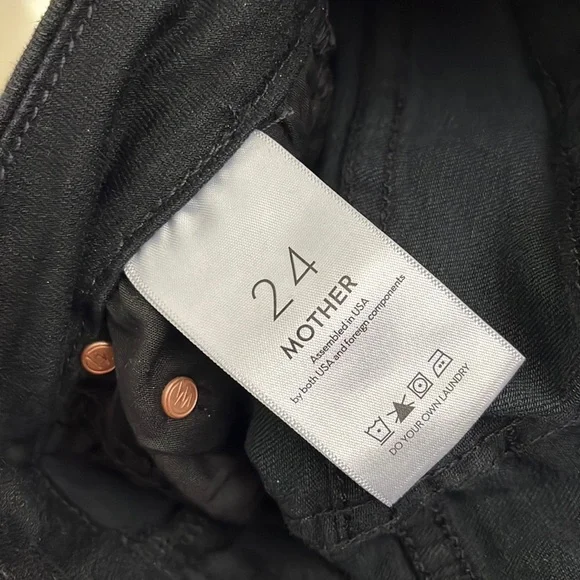 24
MOTHER
Assembled in USA
by both USA and foreign components
DO YOUR OWN LAUNDRY
M
M